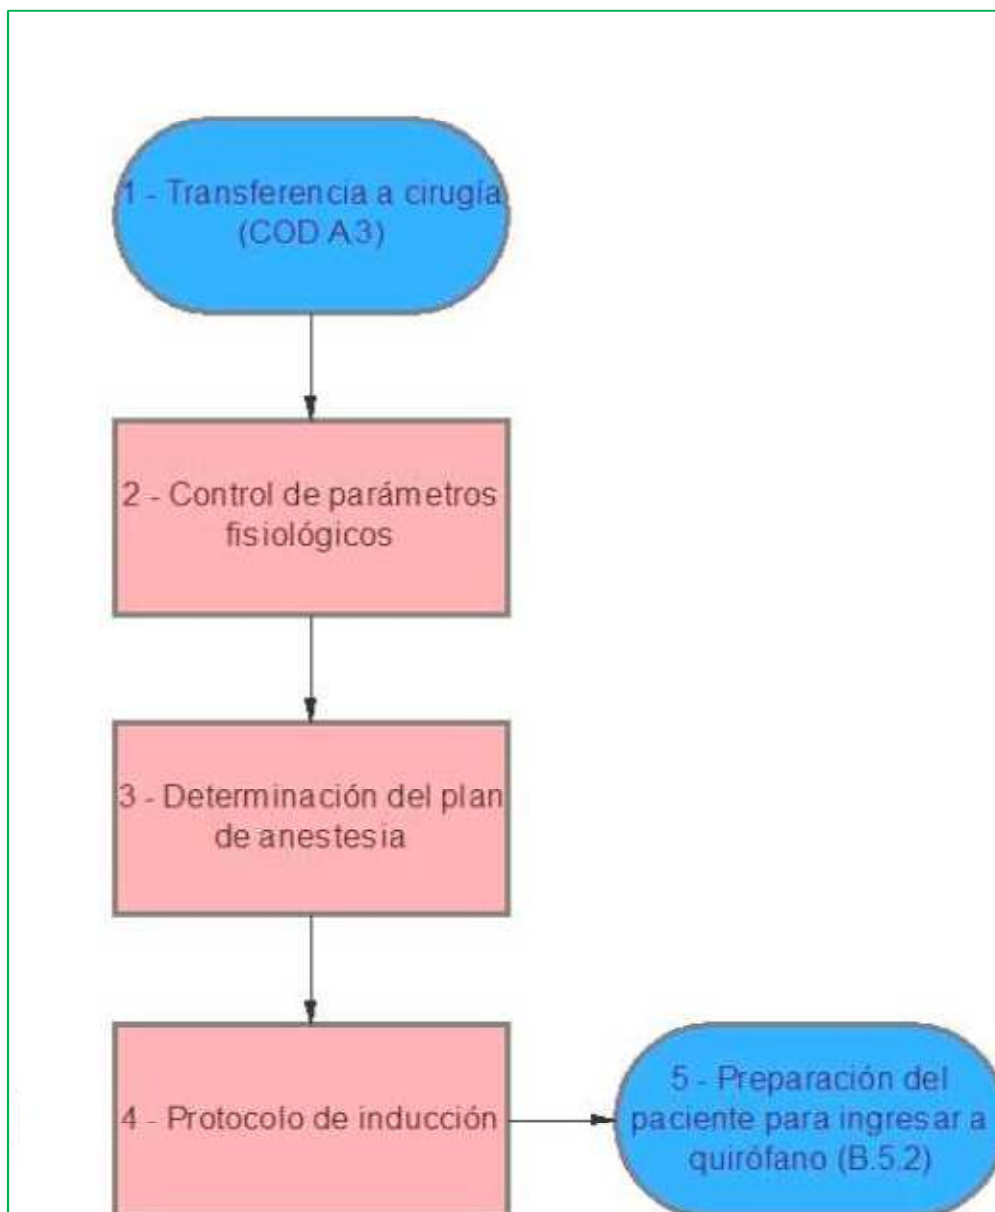 1 - Transferencia a cirugía
(COD A.3)
2 - Control de parámetros
fisiológicos
3 - Determinación del plan
de anestesia
4 - Protocolo de inducción
5 - Preparación del
paciente para ingresar a
quirófano (B.5.2)